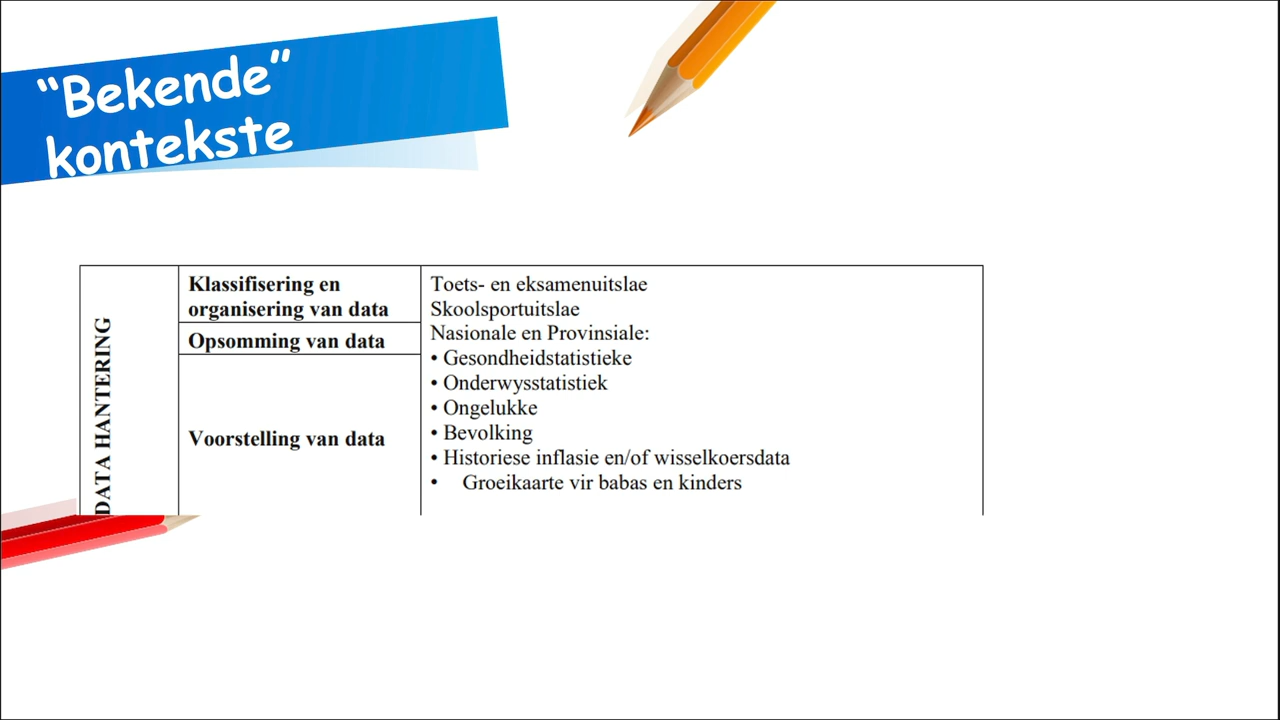 “Bekende”
kontekste
DATA HANTERING
Klassifisering en
organisering van data
Opsomming van data
Voorstelling van data
Toets- en eksamenuitslae
Skoolsportuitslae
Nasionale en Provinsiale:
• Gesondheidstatistieke
• Onderwysstatistiek
• Ongelukke
• Bevolking
• Historiese inflasie en/of wisselkoersdata
• Groeikaarte vir babas en kinders